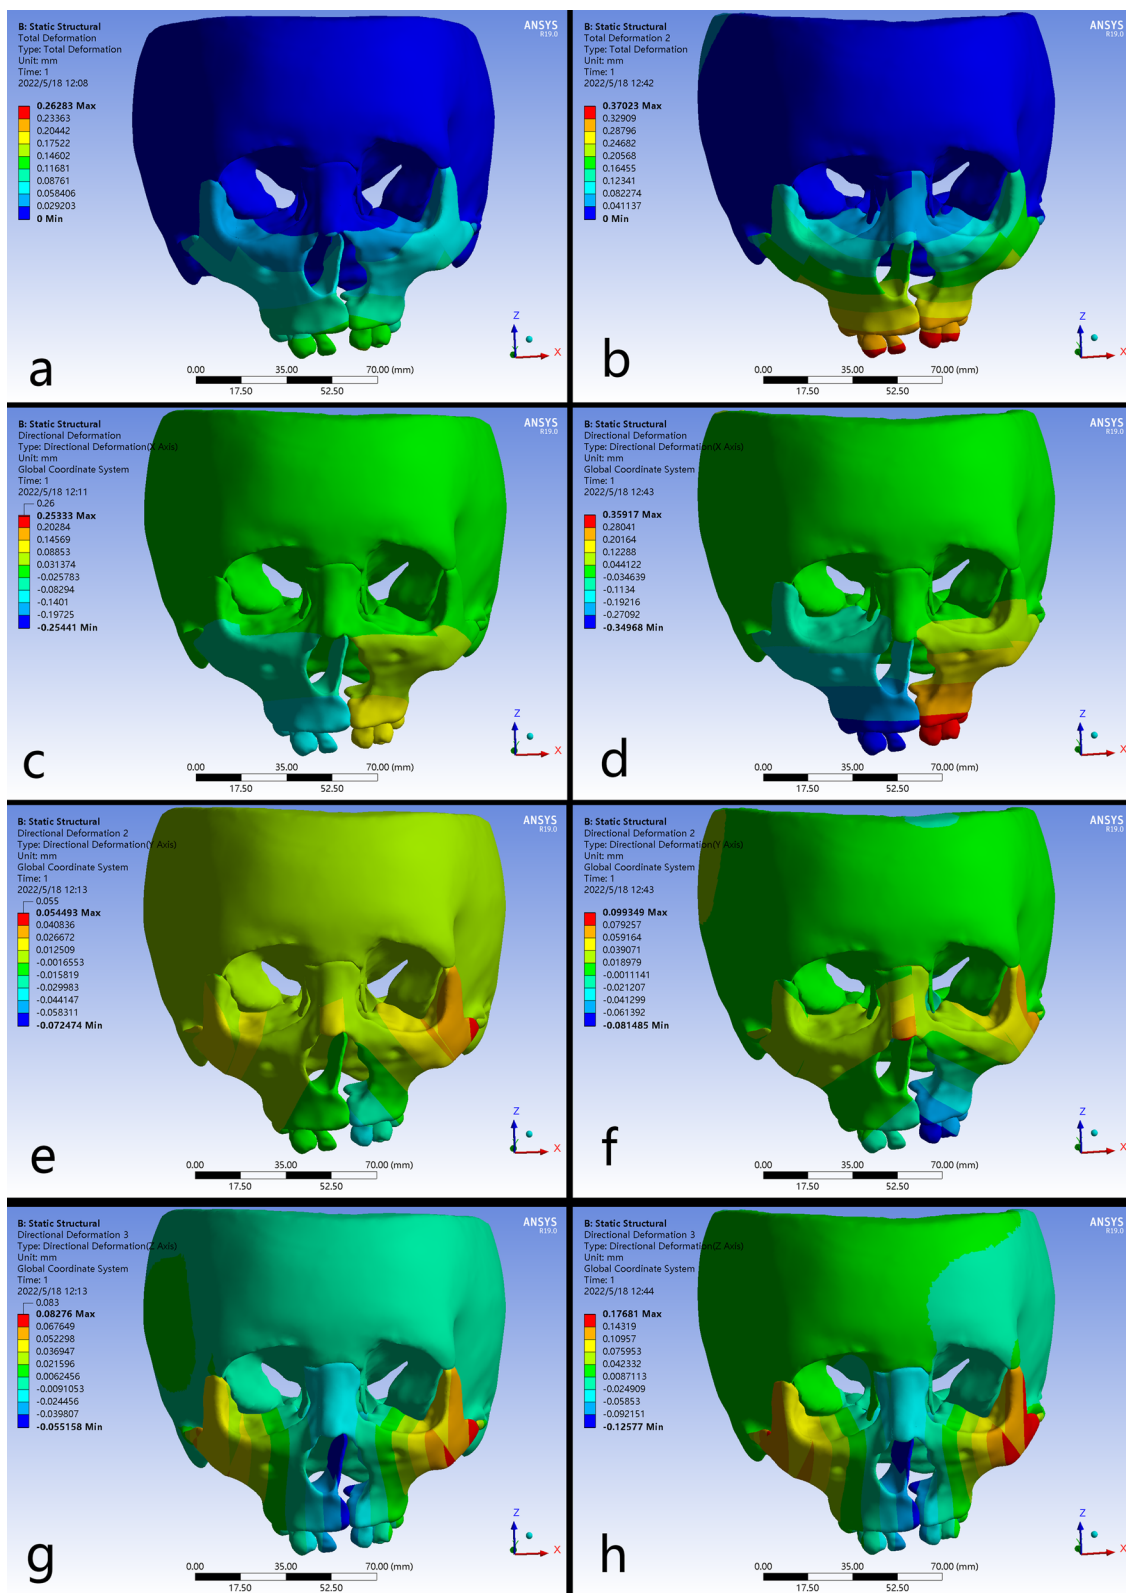 B: Static Structural
Total Deformation
Type: Total Deformation
Unit: mm
Time: 1
2022/5/18 12:08
0.26283 Max
0.23363
0.20442
0.17522
0.14602
0.11681
0.08761
0.058406
0.029203
0 Min
ANSYS
R19.0
Z
X
0.00 35.00 70.00 (mm)
17.50 52.50
a
B: Static Structural
Total Deformation 2
Type: Total Deformation
Unit: mm
Time: 1
2022/5/18 12:42
0.37023 Max
0.32909
0.28796
0.24682
0.20568
0.16455
0.12341
0.082274
0.041137
0 Min
ANSYS
R19.0
Z
X
0.00 35.00 70.00 (mm)
17.50 52.50
b
B: Static Structural
Directional Deformation
Type: Directional Deformation(X Axis)
Unit: mm
Global Coordinate System
Time: 1
2022/5/18 12:11
0.26
0.25333 Max
0.20284
0.14569
0.08853
0.031374
-0.025783
-0.08294
-0.1401
-0.19725
-0.25441 Min
ANSYS
R19.0
Z
X
0.00 35.00 70.00 (mm)
17.50 52.50
c
B: Static Structural
Directional Deformation
Type: Directional Deformation(X Axis)
Unit: mm
Global Coordinate System
Time: 1
2022/5/18 12:43
0.35917 Max
0.28041
0.20164
0.12288
0.044122
-0.034639
-0.1134
-0.19216
-0.27092
-0.34968 Min
ANSYS
R19.0
Z
X
0.00 35.00 70.00 (mm)
17.50 52.50
d
B: Static Structural
Directional Deformation 2
Type: Directional Deformation(Y Axis)
Unit: mm
Global Coordinate System
Time: 1
2022/5/18 12:13
0.055
0.054493 Max
0.040836
0.026672
0.012509
-0.0016553
-0.015819
-0.029983
-0.044147
-0.058311
-0.072474 Min
ANSYS
R19.0
Z
X
0.00 35.00 70.00 (mm)
17.50 52.50
e
B: Static Structural
Directional Deformation 2
Type: Directional Deformation(Y Axis)
Unit: mm
Global Coordinate System
Time: 1
2022/5/18 12:43
0.099349 Max
0.079257
0.059164
0.039071
0.018979
-0.0011141
-0.021207
-0.041299
-0.061392
-0.081485 Min
ANSYS
R19.0
Z
X
0.00 35.00 70.00 (mm)
17.50 52.50
f
B: Static Structural
Directional Deformation 3
Type: Directional Deformation(Z Axis)
Unit: mm
Global Coordinate System
Time: 1
2022/5/18 12:13
0.083
0.08276 Max
0.067649
0.052298
0.036947
0.021596
0.0062456
-0.0091053
-0.024456
-0.039807
-0.055158 Min
ANSYS
R19.0
Z
X
0.00 35.00 70.00 (mm)
17.50 52.50
g
B: Static Structural
Directional Deformation 3
Type: Directional Deformation(Z Axis)
Unit: mm
Global Coordinate System
Time: 1
2022/5/18 12:44
0.17681 Max
0.14319
0.10957
0.075953
0.042332
0.0087113
-0.024909
-0.05853
-0.092151
-0.12577 Min
ANSYS
R19.0
Z
X
0.00 35.00 70.00 (mm)
17.50 52.50
h